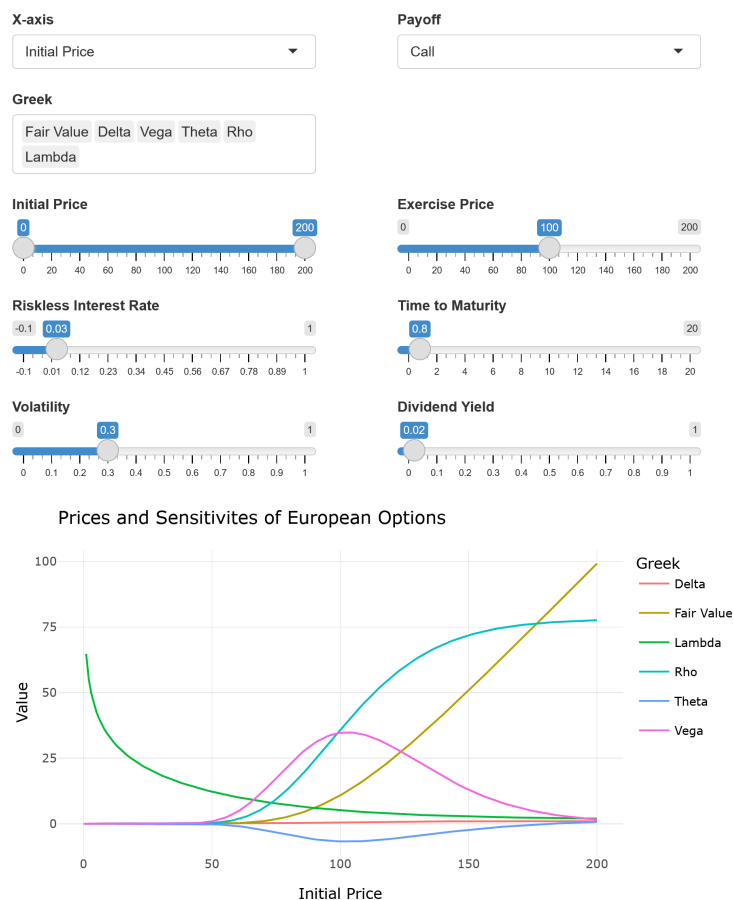 X-axis Payoff
Initial Price Call
Greek
Fair Value Delta Vega Theta Rho
Lambda
Initial Price Exercise Price
0 200 0 100 200
0 20 40 60 80 100 120 140 160 180 200 0 20 40 60 80 100 120 140 160 180 200
Riskless Interest Rate Time to Maturity
-0.1 0.03 1 0.8 20
-0.1 0.01 0.12 0.23 0.34 0.45 0.56 0.67 0.78 0.89 1 0 2 4 6 8 10 12 14 16 18 20
Volatility Dividend Yield
0 0.3 1 0.02 1
0 0.1 0.2 0.3 0.4 0.5 0.6 0.7 0.8 0.9 1 0 0.1 0.2 0.3 0.4 0.5 0.6 0.7 0.8 0.9 1
Prices and Sensitivites of European Options
Greek
Delta
Fair Value
Lambda
Rho
Theta
Vega
100
75
50
25
0
Value
0 50 100 150 200
Initial Price